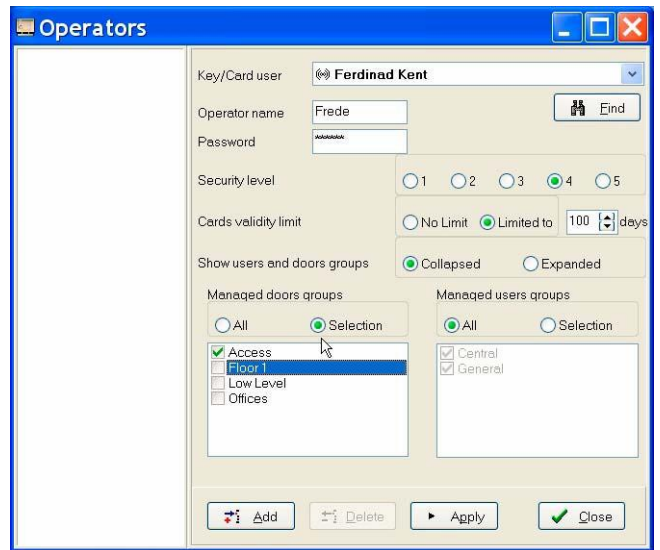 Operators
Key/Card user Ferdinad Kent
Operator name Frede Find
Password ******
Security level 1 2 3 4 5
Cards validity limit No Limit Limited to 100 days
Show users and doors groups Collapsed Expanded
Managed doors groups Managed users groups
All Selection All Selection
Access Central
Floor 1 General
Low Level
Offices
Add Delete Apply Close